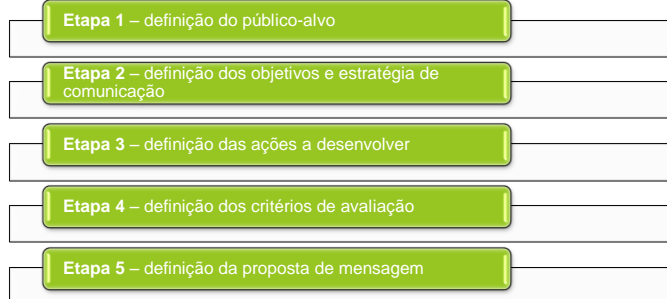 Etapa 1 – definição do público-alvo
Etapa 2 – definição dos objetivos e estratégia de
comunicação
Etapa 3 – definição das ações a desenvolver
Etapa 4 – definição dos critérios de avaliação
Etapa 5 – definição da proposta de mensagem